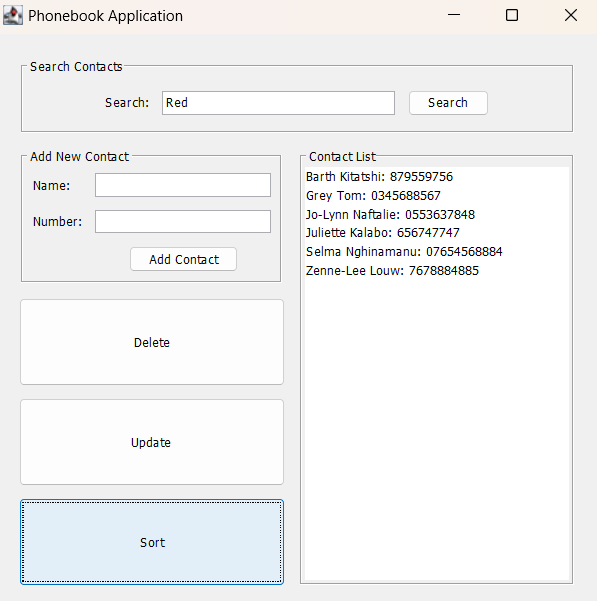 Phonebook Application
Search Contacts
Search: Red Search
Add New Contact
Name:
Number:
Add Contact
Delete
Update
Sort
Contact List
Barth Kitatshi: 879559756
Grey Tom: 0345688567
Jo-Lynn Naftalie: 0553637848
Juliette Kalabo: 656747747
Selma Nghinamanu: 07654568884
Zenne-Lee Louw: 7678884885